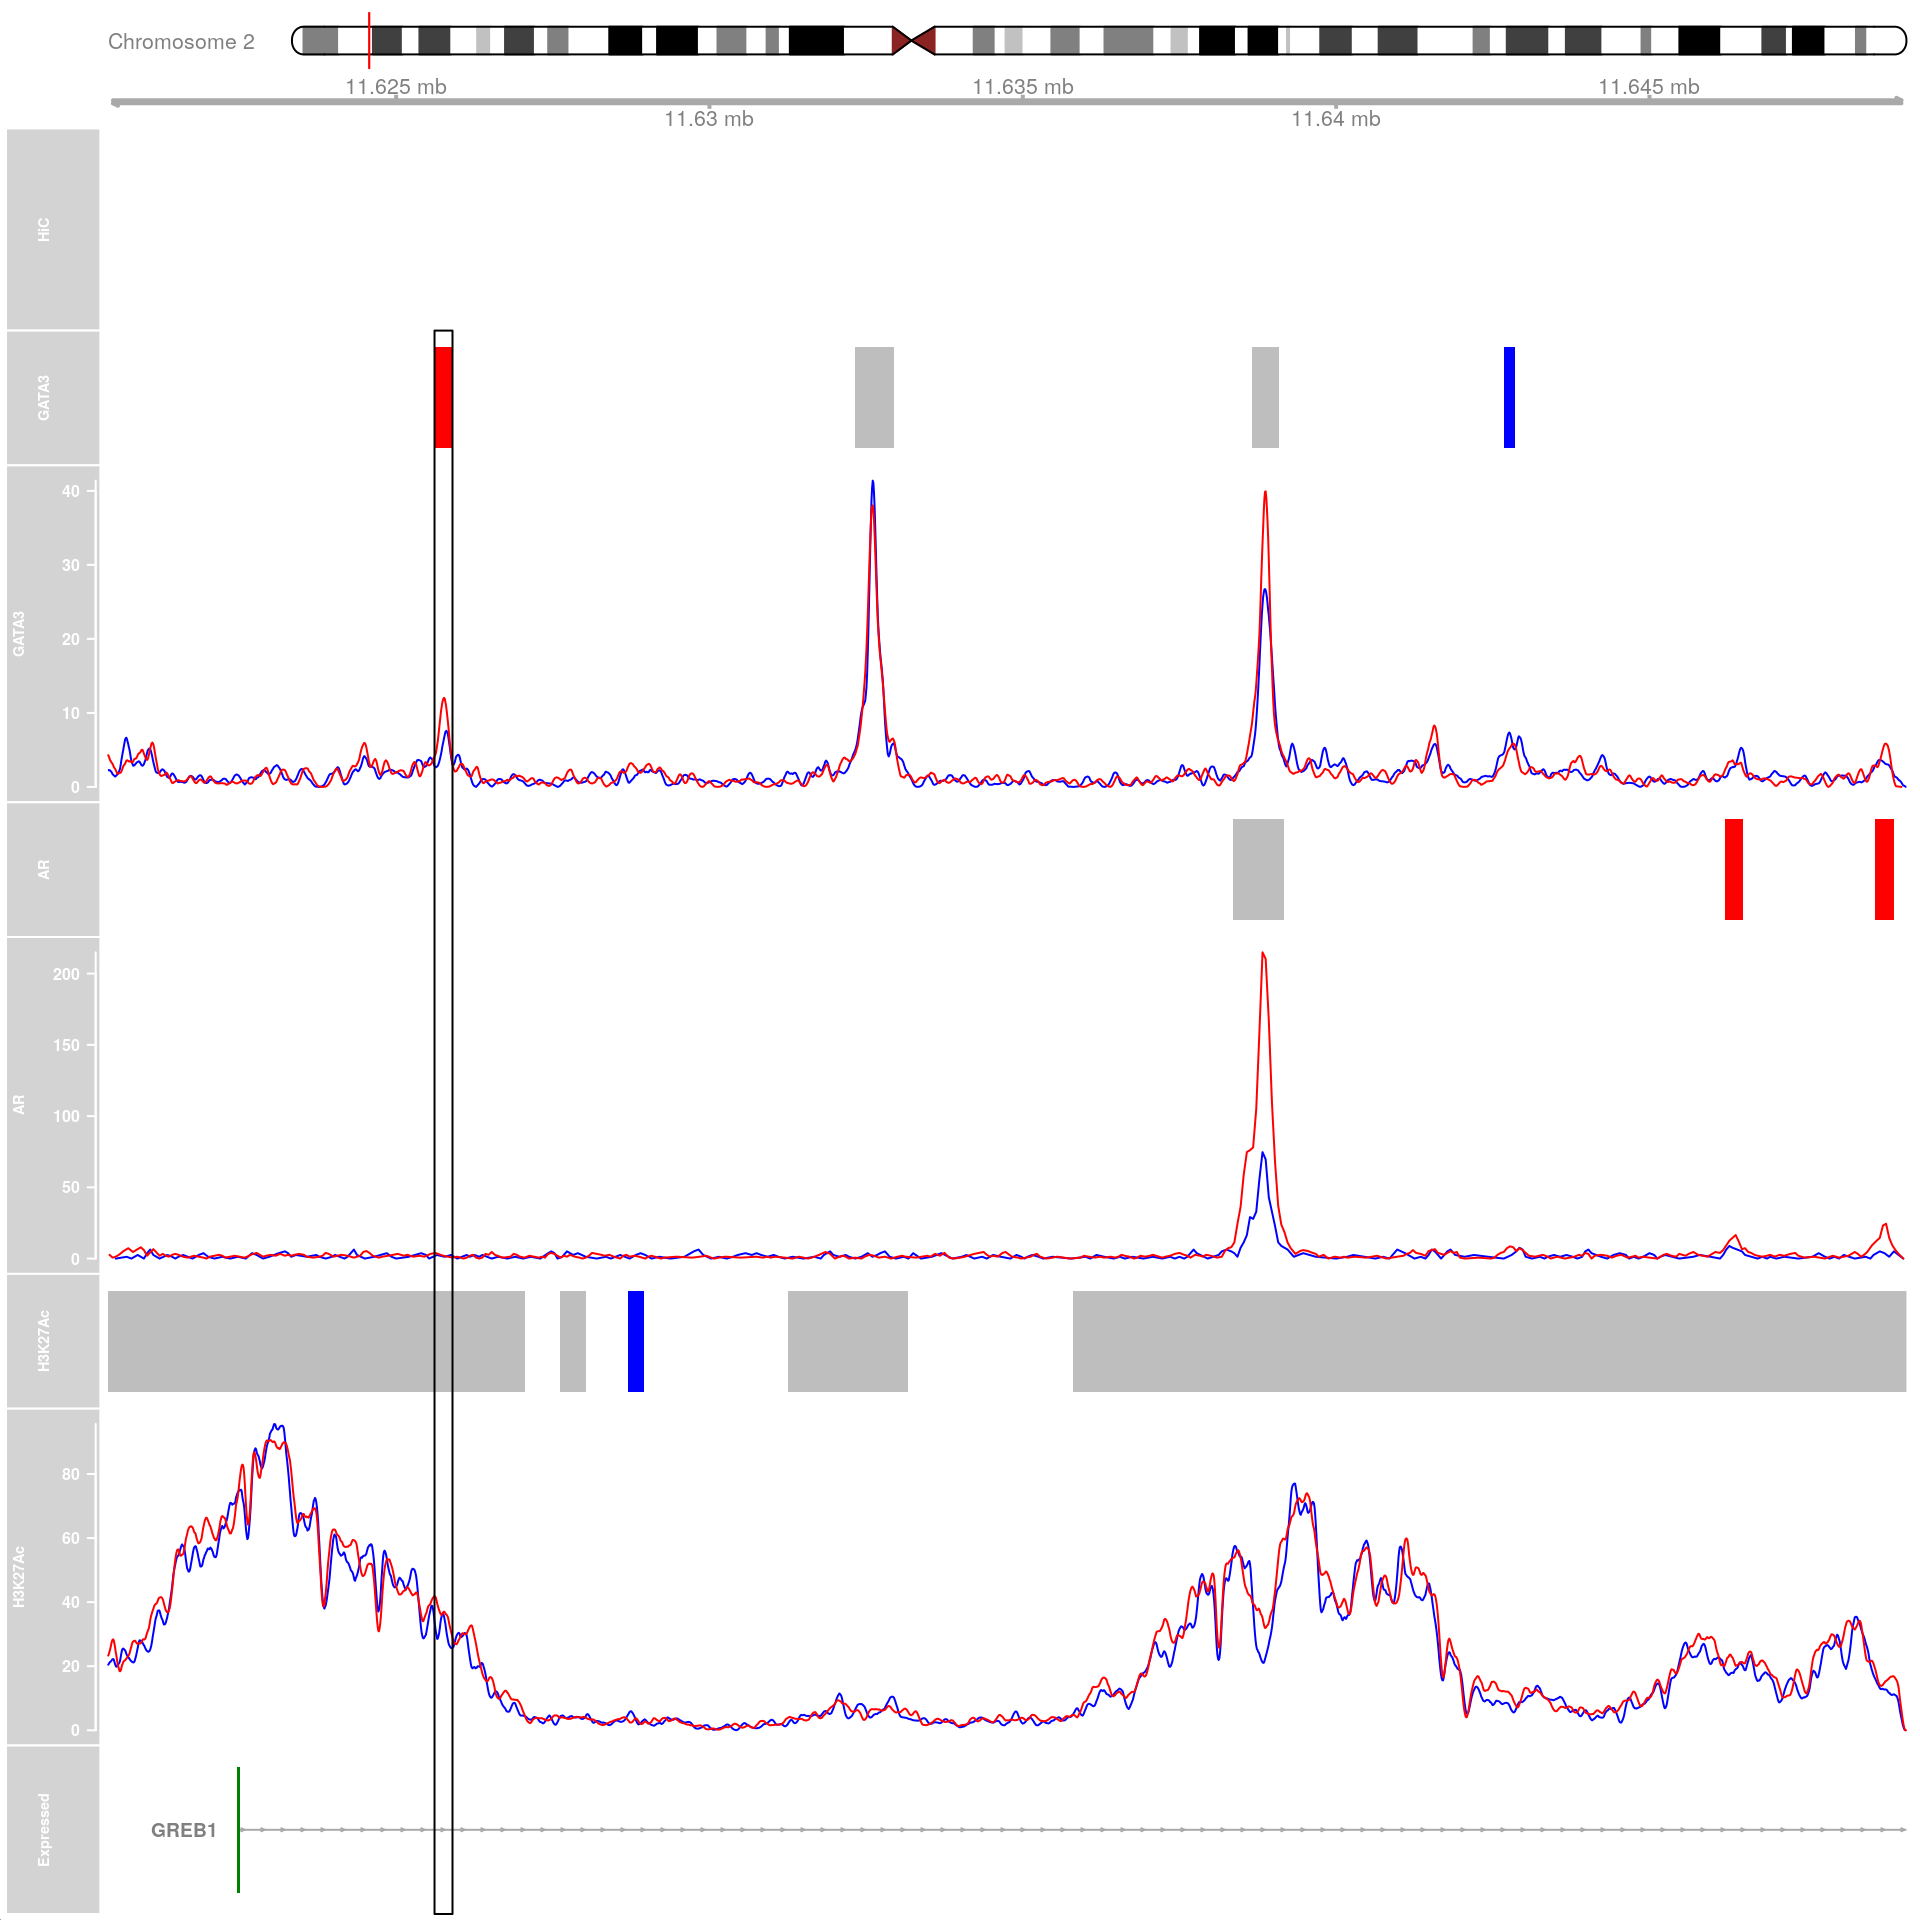 Chromosome 2
11.625 mb
11.635 mb
11.645 mb
11.63 mb
11.64 mb
HiC
GATA3
GATA3
40
30
20
10
0
AR
AR
200
150
100
50
0
H3K27Ac
H3K27Ac
80
60
40
20
0
Expressed
GREB1